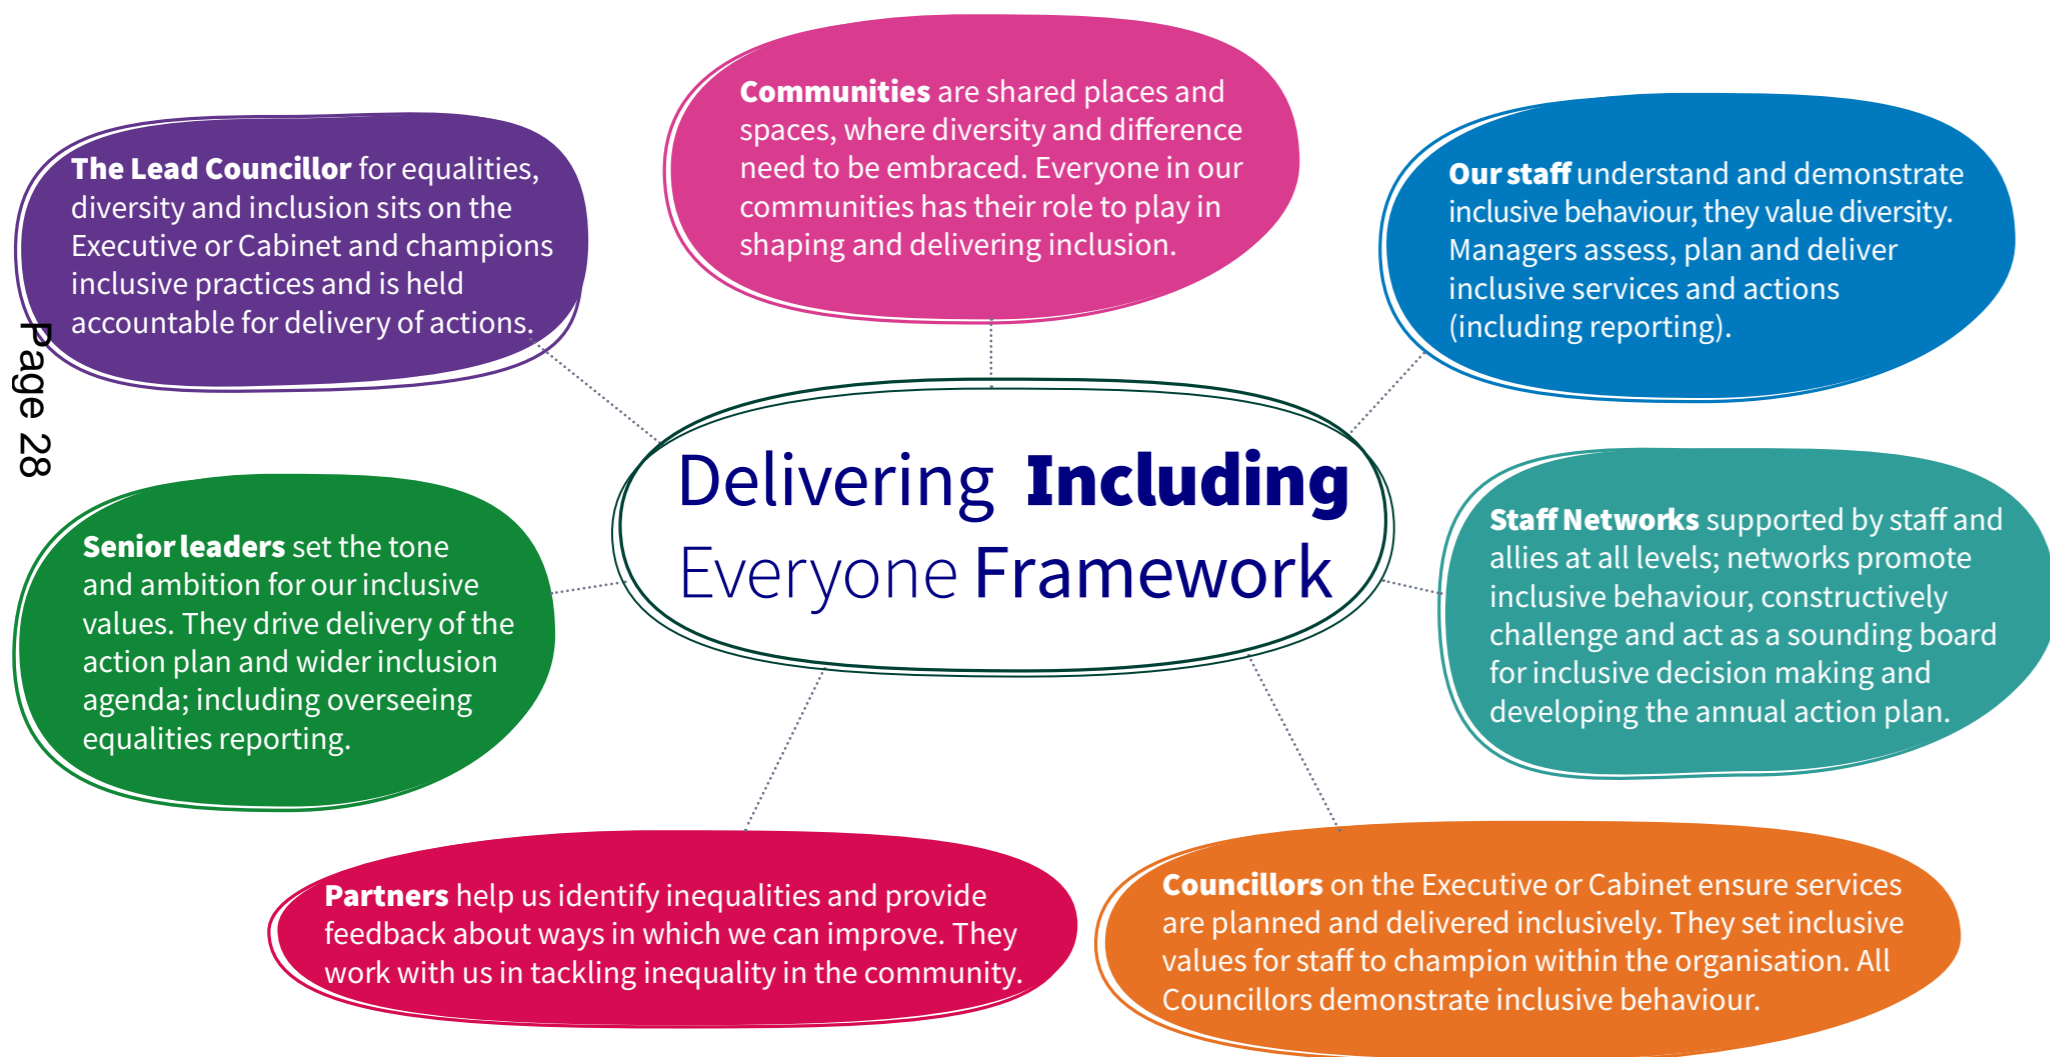 Communities are shared places and
spaces, where diversity and difference
need to be embraced. Everyone in our
communities has their role to play in
shaping and delivering inclusion.
The Lead Councillor for equalities,
diversity and inclusion sits on the
Executive or Cabinet and champions
inclusive practices and is held
accountable for delivery of actions.
Our staff understand and demonstrate
inclusive behaviour, they value diversity.
Managers assess, plan and deliver
inclusive services and actions
(including reporting).
Page 28
Delivering Including
Everyone Framework
Senior leaders set the tone
and ambition for our inclusive
values. They drive delivery of the
action plan and wider inclusion
agenda; including overseeing
equalities reporting.
Staff Networks supported by staff and
allies at all levels; networks promote
inclusive behaviour, constructively
challenge and act as a sounding board
for inclusive decision making and
developing the annual action plan.
Partners help us identify inequalities and provide
feedback about ways in which we can improve. They
work with us in tackling inequality in the community.
Councillors on the Executive or Cabinet ensure services
are planned and delivered inclusively. They set inclusive
values for staff to champion within the organisation. All
Councillors demonstrate inclusive behaviour.